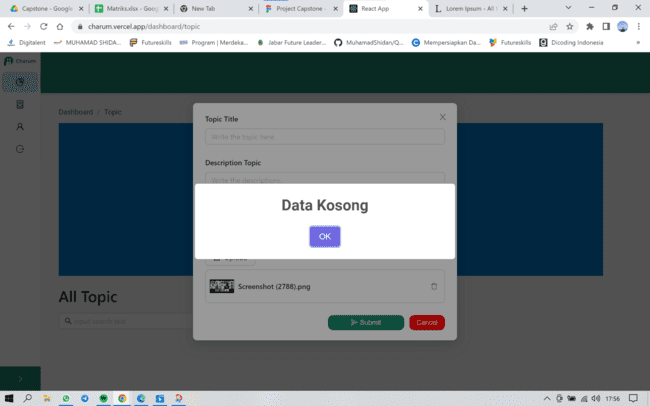 Capstone - Google
Matriks.xlsx - Goog
New Tab
Project Capstone
React App
Lorem Ipsum - All
charum.vercel.app/dashboard/topic
Digitalent
MUHAMAD SHIDA...
Futureskills
Program | Merdeka...
Jabar Future Leader...
MuhamadShidan/Q...
Mempersiapkan Da...
Futureskills
Dicoding Indonesia
Charum
Dashboard / Topic
Topic Title
Write the topic here
Description Topic
Write the descriptions
Data Kosong
OK
Upload
Screenshot (2788).png
All Topic
Submit
Cancel
17:56